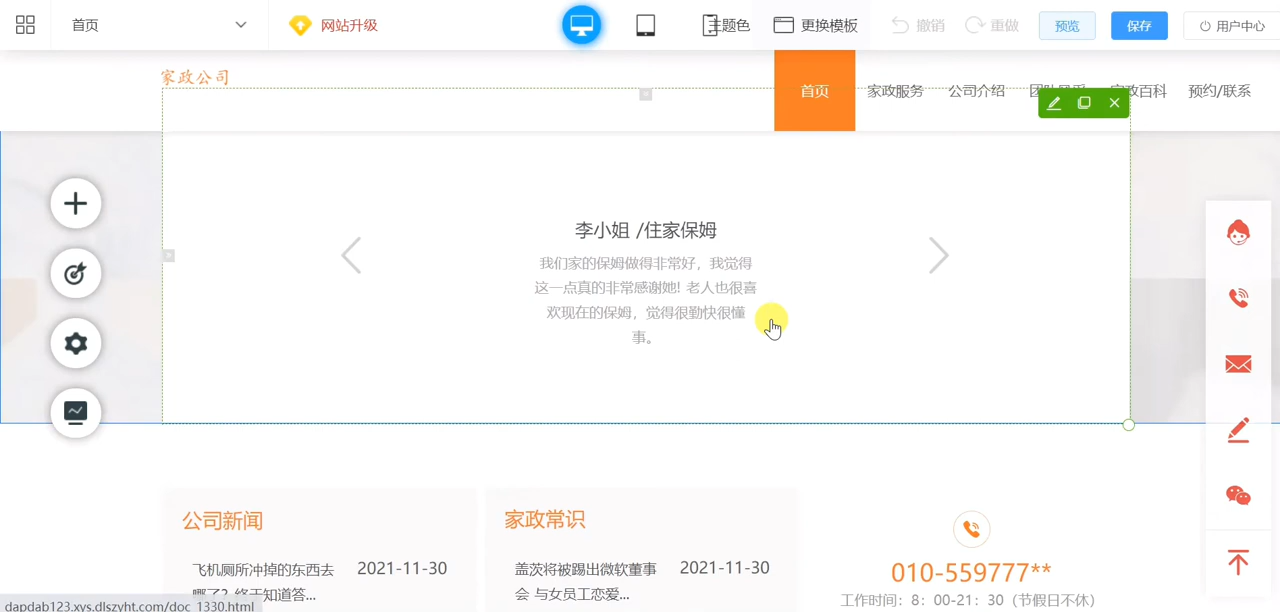 首页
网站升级
主题色
更换模板
撤销
重做
预览
保存
用户中心
家政公司
首页
家政服务
公司介绍
家政百科
预约/联系
李小姐 /住家保姆
我们家的保姆做得非常好，我觉得
这一点真的非常感谢她! 老人也很喜
欢现在的保姆，觉得很勤快很懂
事。
公司新闻
飞机厕所冲掉的东西去
哪了? 终于知道答...
2021-11-30
家政常识
盖茨将被踢出微软董事
会 与女员工恋爱...
2021-11-30
010-559777**
工作时间：8：00-21：30（节假日不休）
dapdab123.xys.dlszyht.com/doc_1330.html